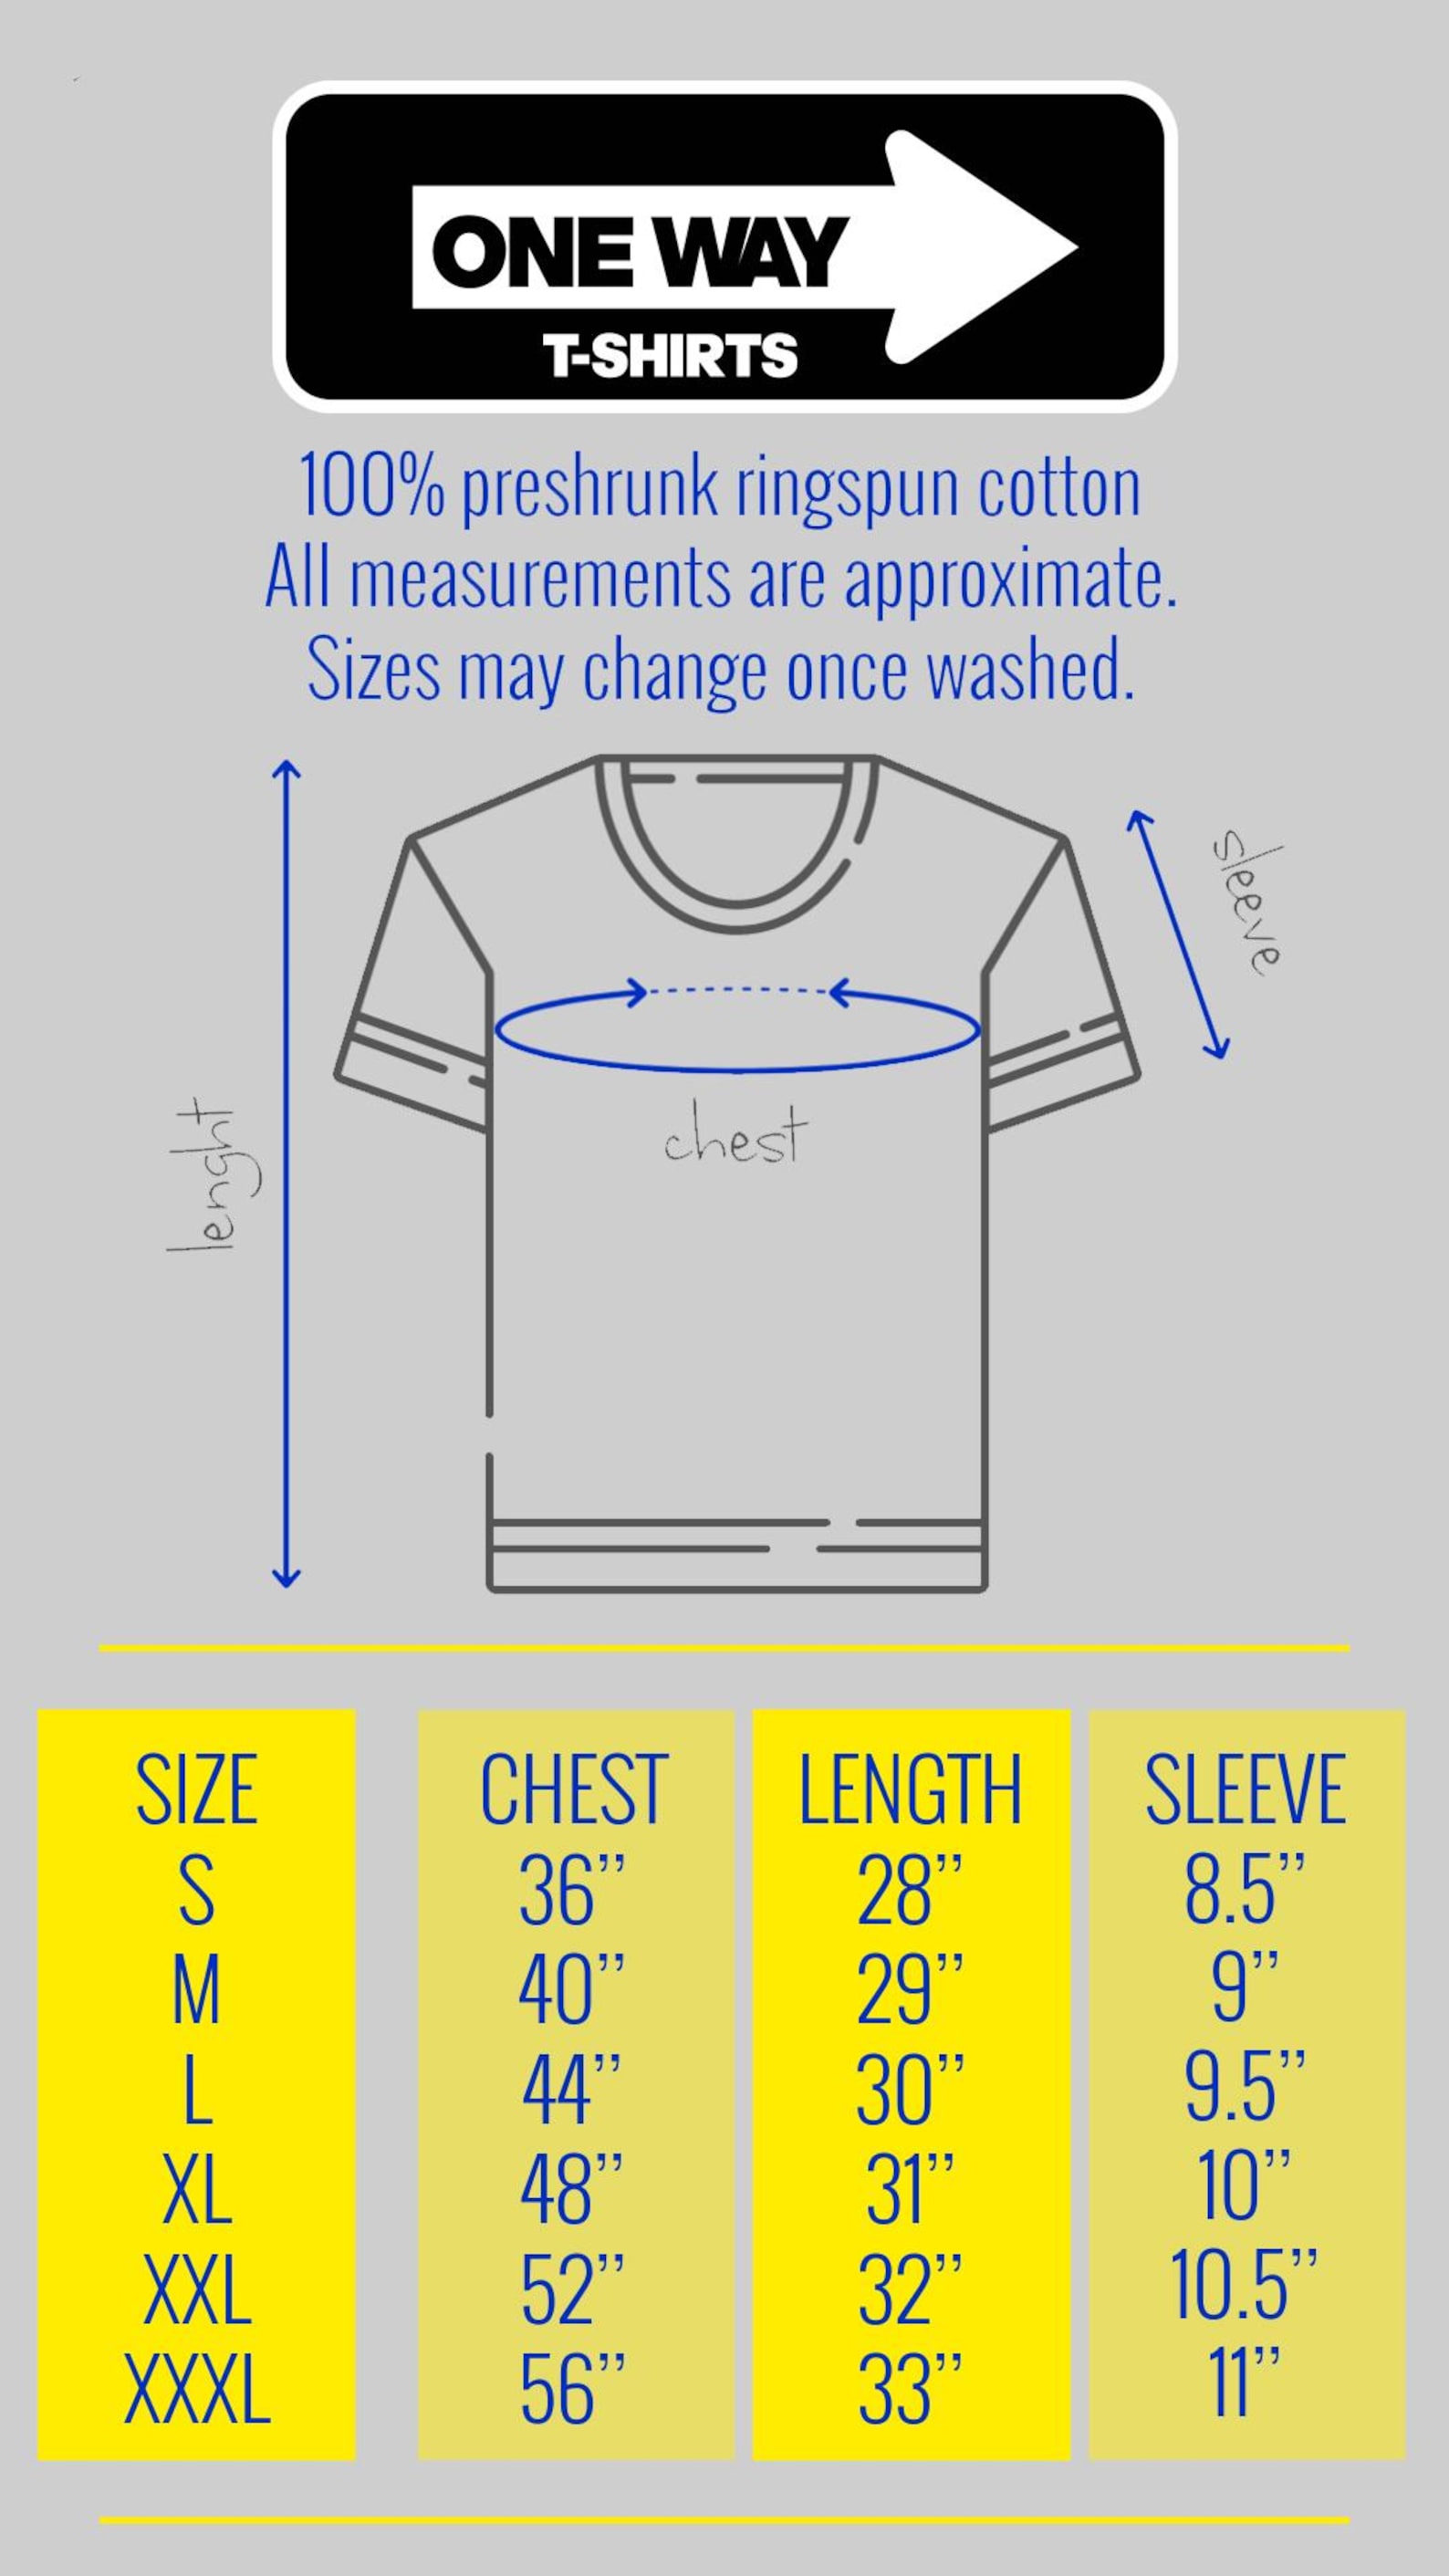 ONE WAY
T-SHIRTS
100% preshrunk ringspun cotton
All measurements are approximate.
Sizes may change once washed.
sleeve
lenght
chest
SIZE CHEST LENGTH SLEEVE
S 36’’ 28’’ 8.5’’
M 40’’ 29’’ 9’’
L 44’’ 30’’ 9.5’’
XL 48’’ 31’’ 10’’
XXL 52’’ 32’’ 10.5’’
XXXL 56’’ 33’’ 11’’